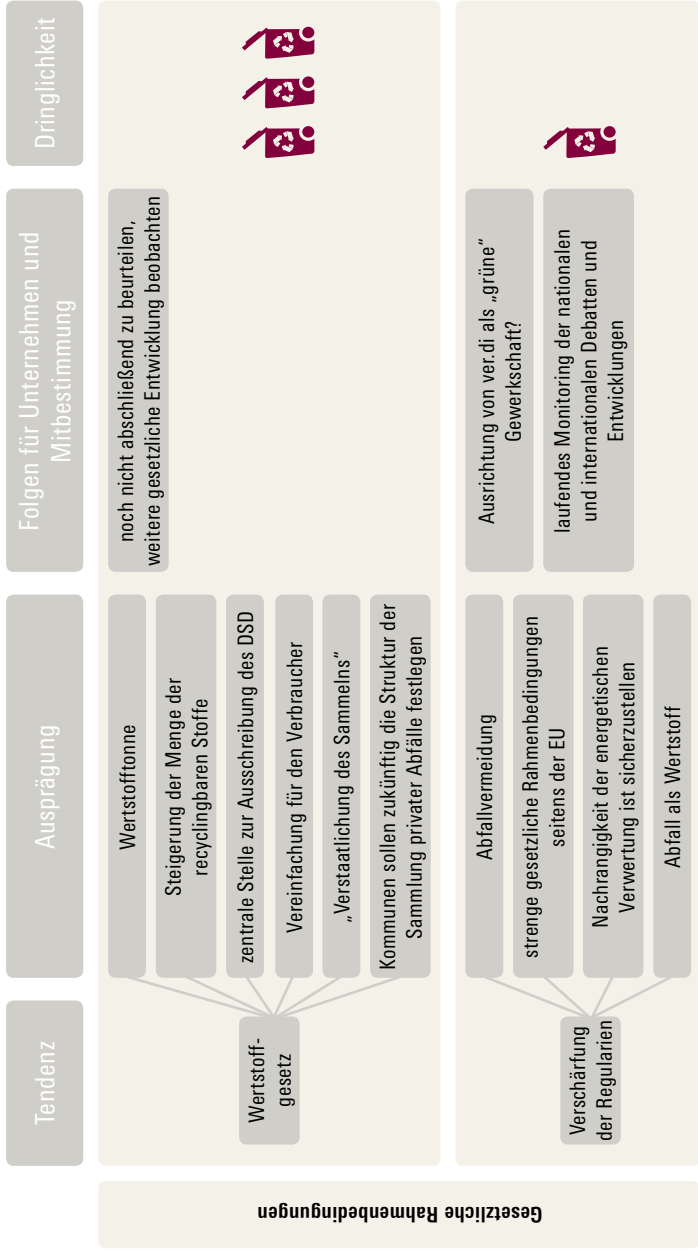 Gesetzliche Rahmenbedingungen
Tendenz
Ausprägung
Folgen für Unternehmen und
Mitbestimmung
Dringlichkeit
Wertstoff-
gesetz
Wertstofftonne
Steigerung der Menge der
recyclingbaren Stoffe
zentrale Stelle zur Ausschreibung des DSD
Vereinfachung für den Verbraucher
„Verstaatlichung des Sammelns“
Kommunen sollen zukünftig die Struktur der
Sammlung privater Abfälle festlegen
noch nicht abschließend zu beurteilen,
weitere gesetzliche Entwicklung beobachten
Verschärfung
der Regularien
Abfallvermeidung
strenge gesetzliche Rahmenbedingungen
seitens der EU
Nachrangigkeit der energetischen
Verwertung ist sicherzustellen
Abfall als Wertstoff
Ausrichtung von ver.di als „grüne“
Gewerkschaft?
laufendes Monitoring der nationalen
und internationalen Debatten und
Entwicklungen